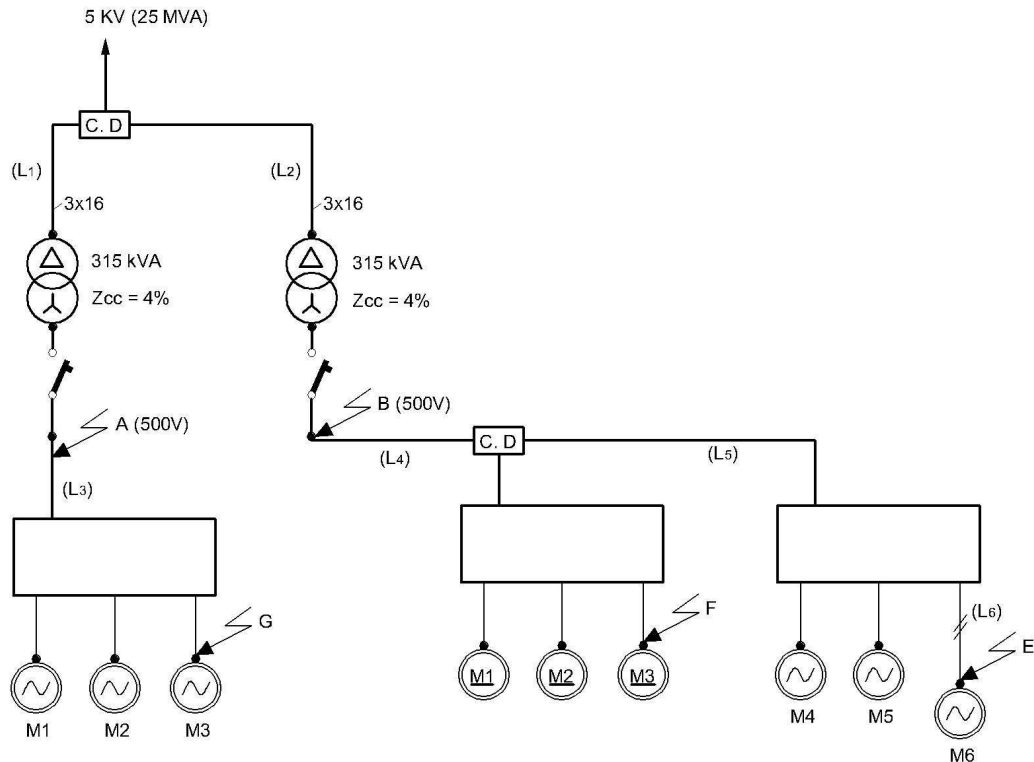 5 KV (25 MVA)
C. D
(L1)
(L2)
3x16
3x16
315 kVA
Zcc = 4%
315 kVA
Zcc = 4%
A (500V)
B (500V)
C. D
(L4)
(L5)
(L3)
G
F
(L6)
E
M1
M2
M3
M1
M2
M3
M4
M5
M6